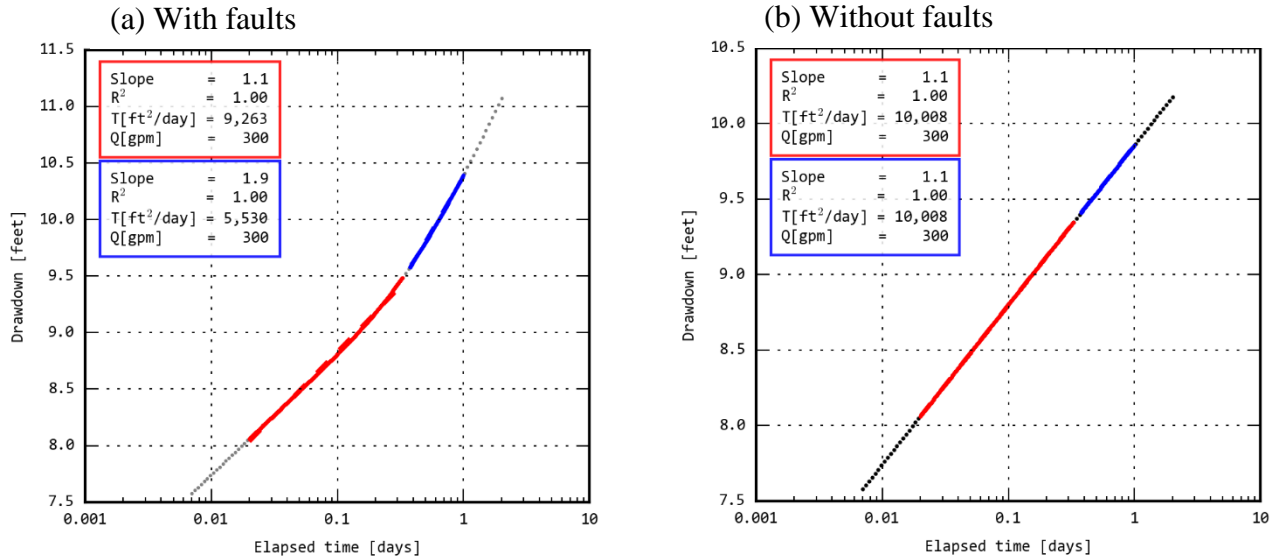 (a) With faults
11.5
11.0
10.5
10.0
9.5
9.0
8.5
8.0
7.5
0.001
0.01
0.1
1
10
Drawdown [feet]
Elapsed time [days]
Slope = 1.1
R² = 1.00
T[ft²/day] = 9,263
Q[gpm] = 300
Slope = 1.9
R² = 1.00
T[ft²/day] = 5,530
Q[gpm] = 300
(b) Without faults
10.5
10.0
9.5
9.0
8.5
8.0
7.5
0.001
0.01
0.1
1
10
Drawdown [feet]
Elapsed time [days]
Slope = 1.1
R² = 1.00
T[ft²/day] = 10,008
Q[gpm] = 300
Slope = 1.1
R² = 1.00
T[ft²/day] = 10,008
Q[gpm] = 300